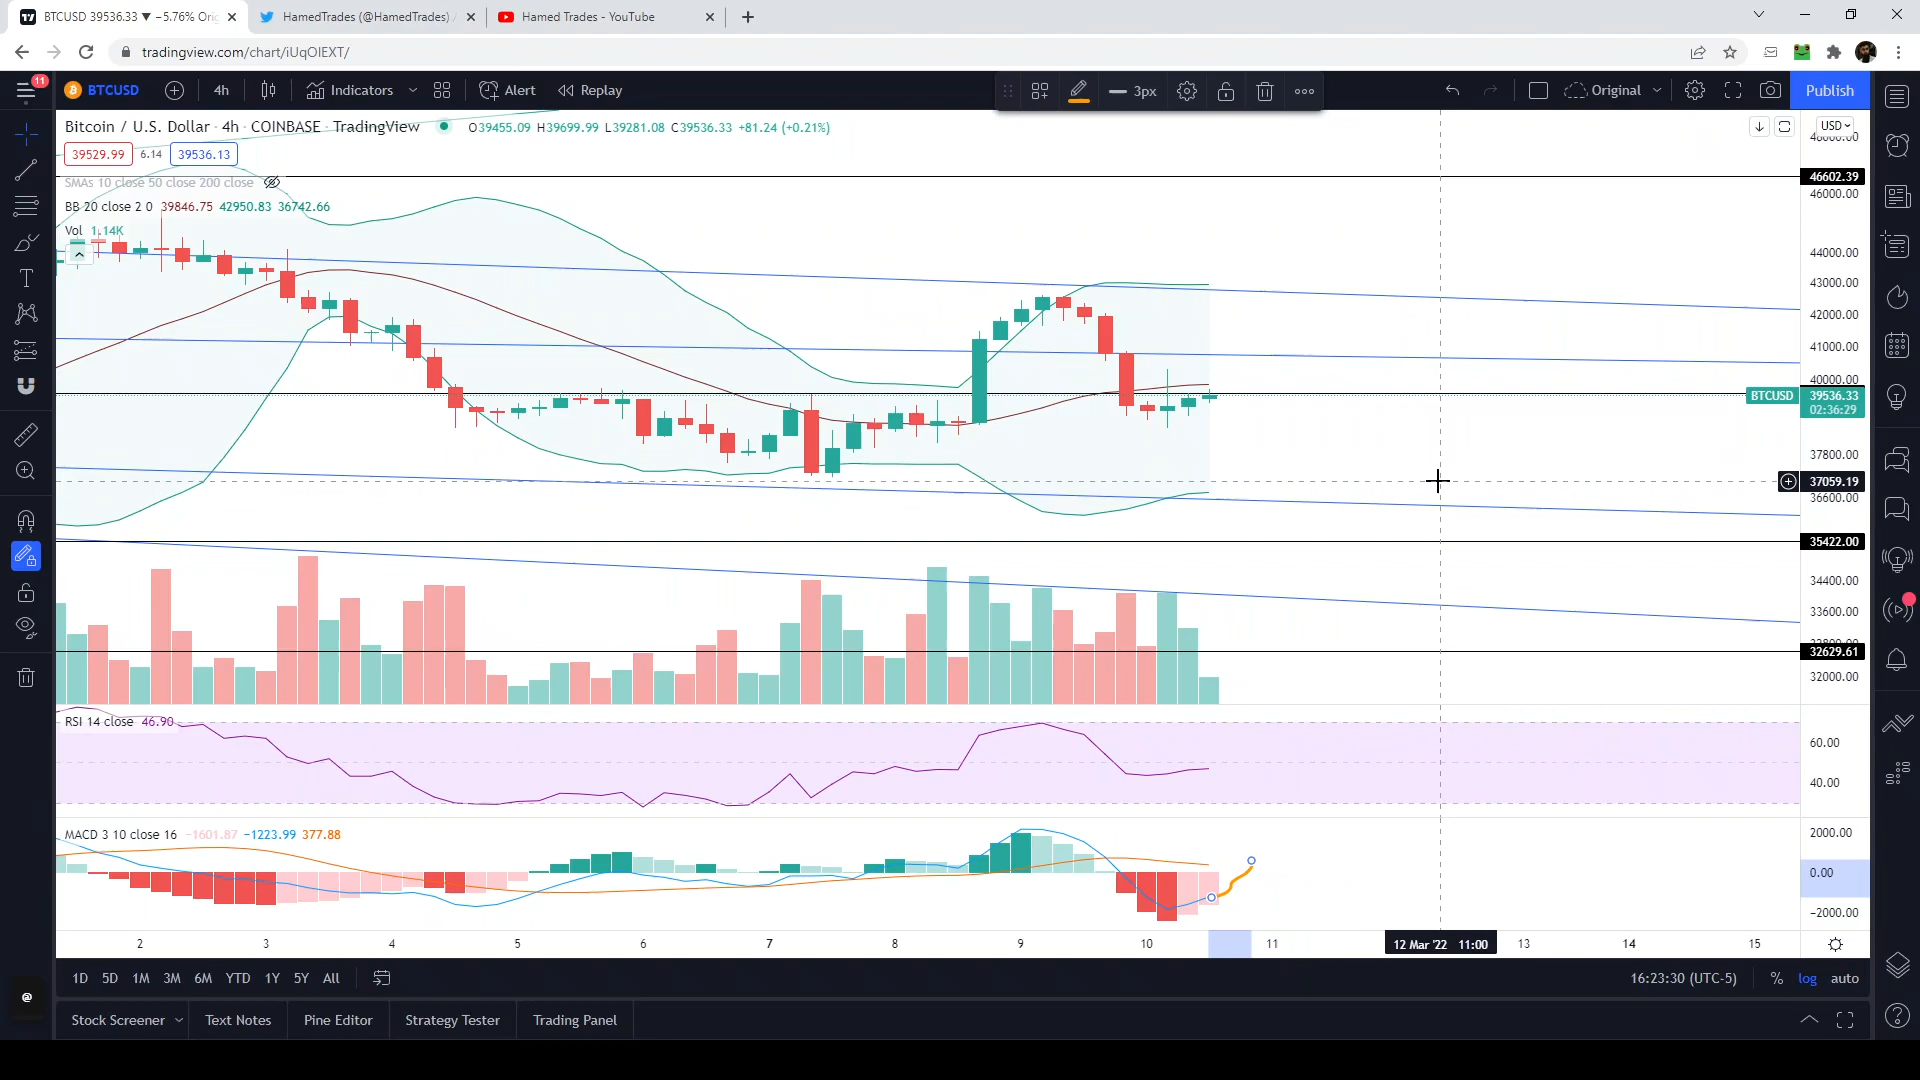 BTCUSD 39536.33 ▼ −5.76% Ori
HamedTrades (@HamedTrades) /
Hamed Trades - YouTube
tradingview.com/chart/iUqOIEXT/
11
BTCUSD
4h
Indicators
Alert
Replay
3px
Original
Publish
Bitcoin / U.S. Dollar · 4h · COINBASE · TradingView
O39455.09 H39699.99 L39281.08 C39536.33 +81.24 (+0.21%)
USD
39529.99 6.14 39536.13
SMAs 10 close 50 close 200 close
BB 20 close 2 0 39846.75 42950.83 36742.66
Vol 1.14K
48000.00
46602.39
46000.00
44000.00
43000.00
42000.00
41000.00
40000.00
BTCUSD 39536.33
02:36:29
37800.00
37059.19
36600.00
35422.00
34400.00
33600.00
32800.00
32629.61
32000.00
RSI 14 close 46.90
60.00
40.00
MACD 3 10 close 16 −1601.87 −1223.99 377.88
2000.00
0.00
−2000.00
2 3 4 5 6 7 8 9 10 11 12 Mar '22 11:00 13 14 15
1D 5D 1M 3M 6M YTD 1Y 5Y All
16:23:30 (UTC-5) % log auto
Stock Screener Text Notes Pine Editor Strategy Tester Trading Panel